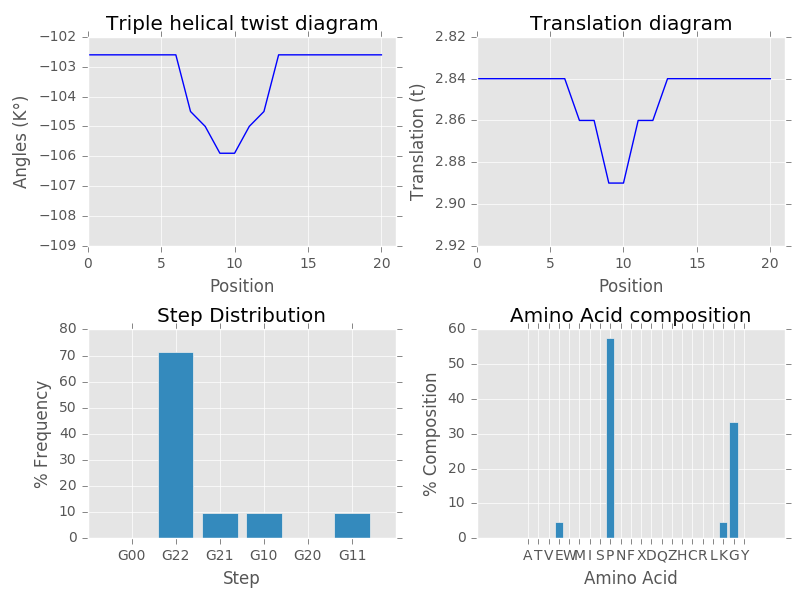 Triple helical twist diagram
−102
−103
−104
−105
−106
−107
−108
−109
Angles (K°)
0 5 10 15 20
Position
Translation diagram
2.82
2.84
2.86
2.88
2.90
2.92
Translation (t)
0 5 10 15 20
Position
Step Distribution
80
70
60
50
40
30
20
10
0
% Frequency
G00 G22 G21 G10 G20 G11
Step
Amino Acid composition
60
50
40
30
20
10
0
% Composition
A T V E W M I S P N F X D Q Z H C R L K G Y
Amino Acid